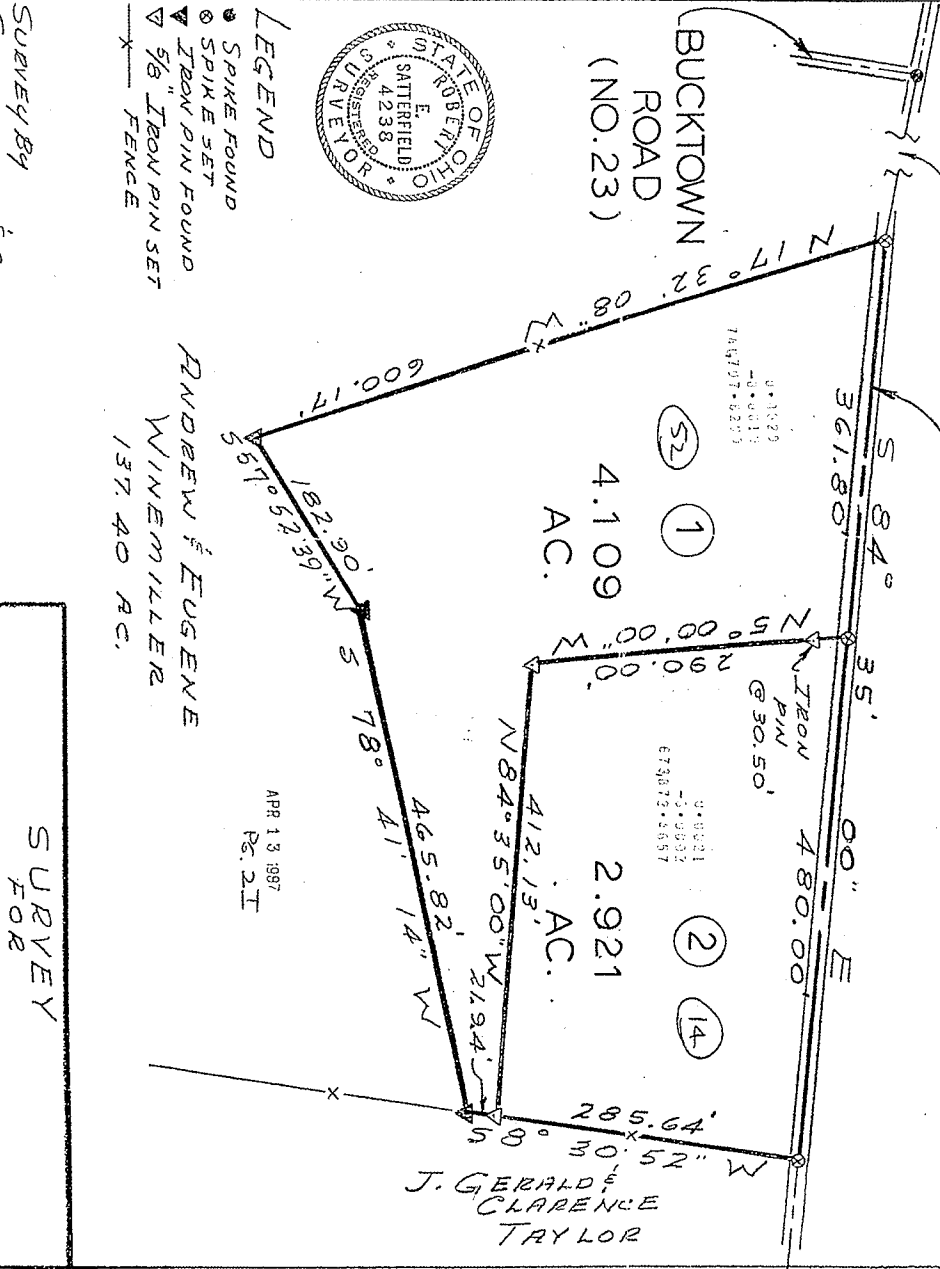 BUCKTOWN
ROAD
(NO. 23)
S 84° 35' 00" E
361.80'
480.00'
N 17° 32' 08" W
600.17'
52
1
4.109
AC.
N 5° 00' 00" W
290.00'
IRON
PIN
@ 30.50'
2
14
2.921
AC.
N 84° 35' 00" W
412.13'
S 8° 30' 52" W
285.64'
21.94'
S 57° 52' 39" W
182.90'
S 78° 41' 14" W
465.82'
J. GERALD &
CLARENCE
TAYLOR
ANDREW & EUGENE
WINEMILLER
137.40 AC.
APR 13 1987
PG. 2I
STATE OF OHIO
ROBERT
E.
SATTERFIELD
4238
REGISTERED
SURVEYOR
LEGEND
SPIKE FOUND
SPIKE SET
IRON PIN FOUND
5/8" IRON PIN SET
FENCE
SURVEY BY
SURVEY
FOR